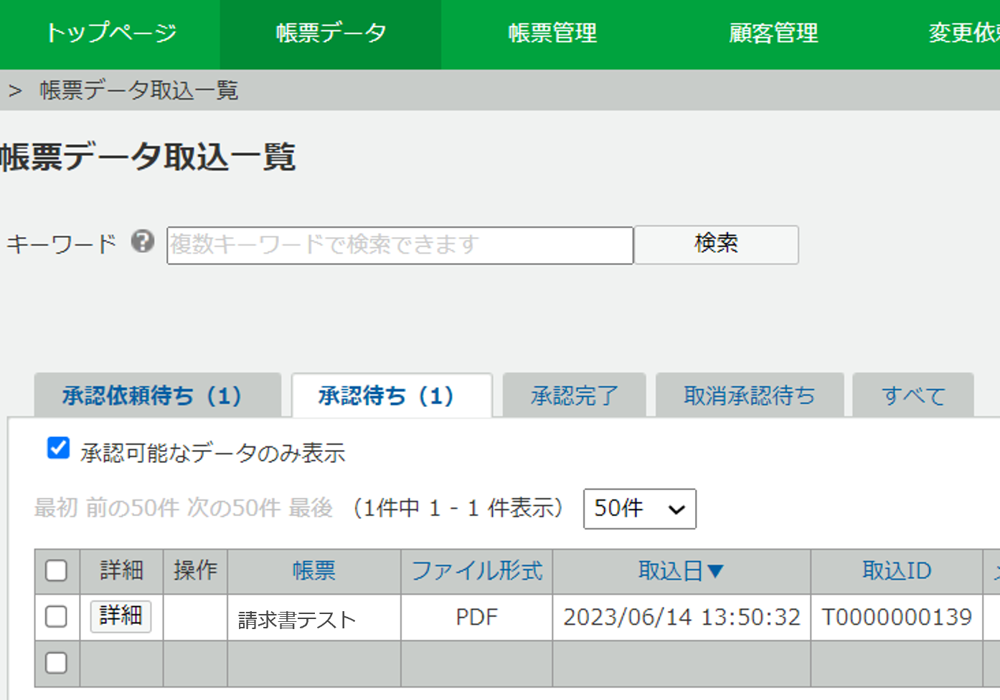 トップページ 帳票データ 帳票管理 顧客管理 変更依
> 帳票データ取込一覧
帳票データ取込一覧
キーワード ? 複数キーワードで検索できます 検索
承認依頼待ち（1） 承認待ち（1） 承認完了 取消承認待ち すべて
承認可能なデータのみ表示
最初 前の50件 次の50件 最後 （1件中 1 - 1 件表示） 50件
詳細 操作 帳票 ファイル形式 取込日▼ 取込ID
詳細 請求書テスト PDF 2023/06/14 13:50:32 T0000000139